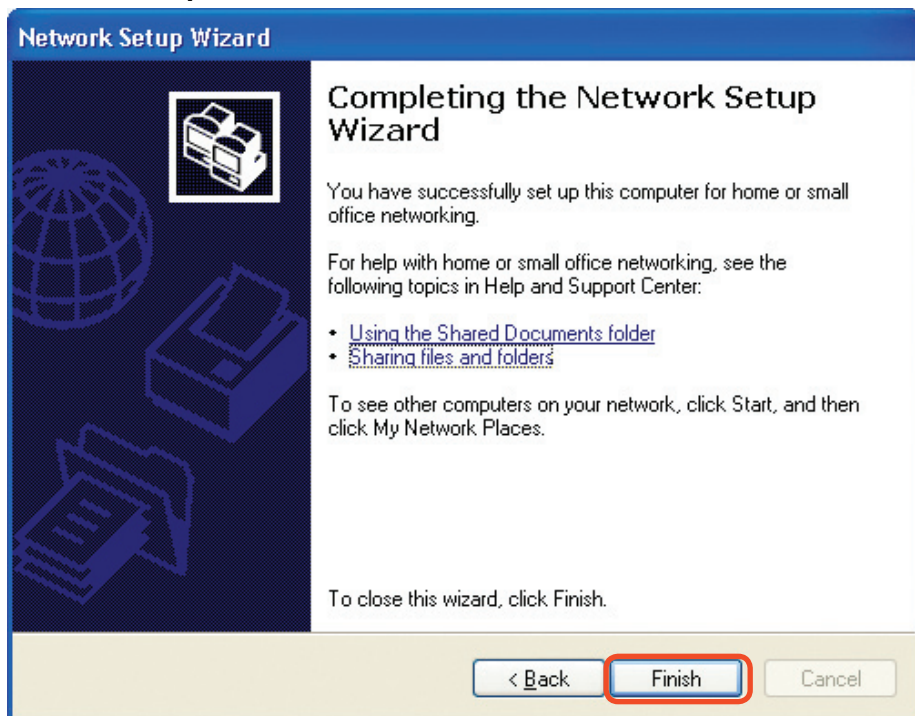 Network Setup Wizard
Completing the Network Setup
Wizard
You have successfully set up this computer for home or small
office networking.
For help with home or small office networking, see the
following topics in Help and Support Center:
• Using the Shared Documents folder
• Sharing files and folders
To see other computers on your network, click Start, and then
click My Network Places.
To close this wizard, click Finish.
< Back Finish Cancel